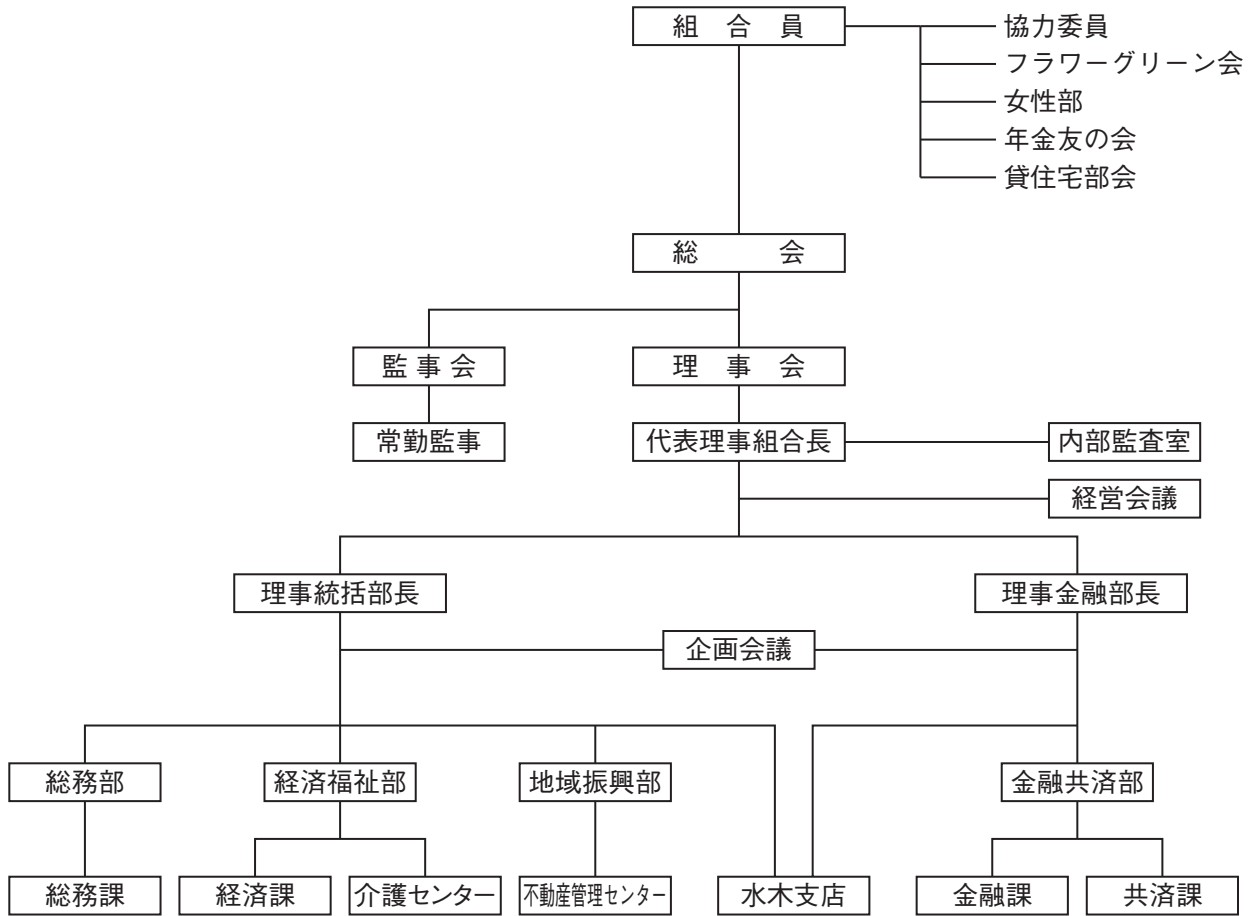 組合員
協力委員
フラワーグリーン会
女性部
年金友の会
貸住宅部会
総会
監事会
理事会
常勤監事
代表理事組合長
内部監査室
経営会議
理事統括部長
理事金融部長
企画会議
総務部
経済福祉部
地域振興部
金融共済部
総務課
経済課
介護センター
不動産管理センター
水木支店
金融課
共済課